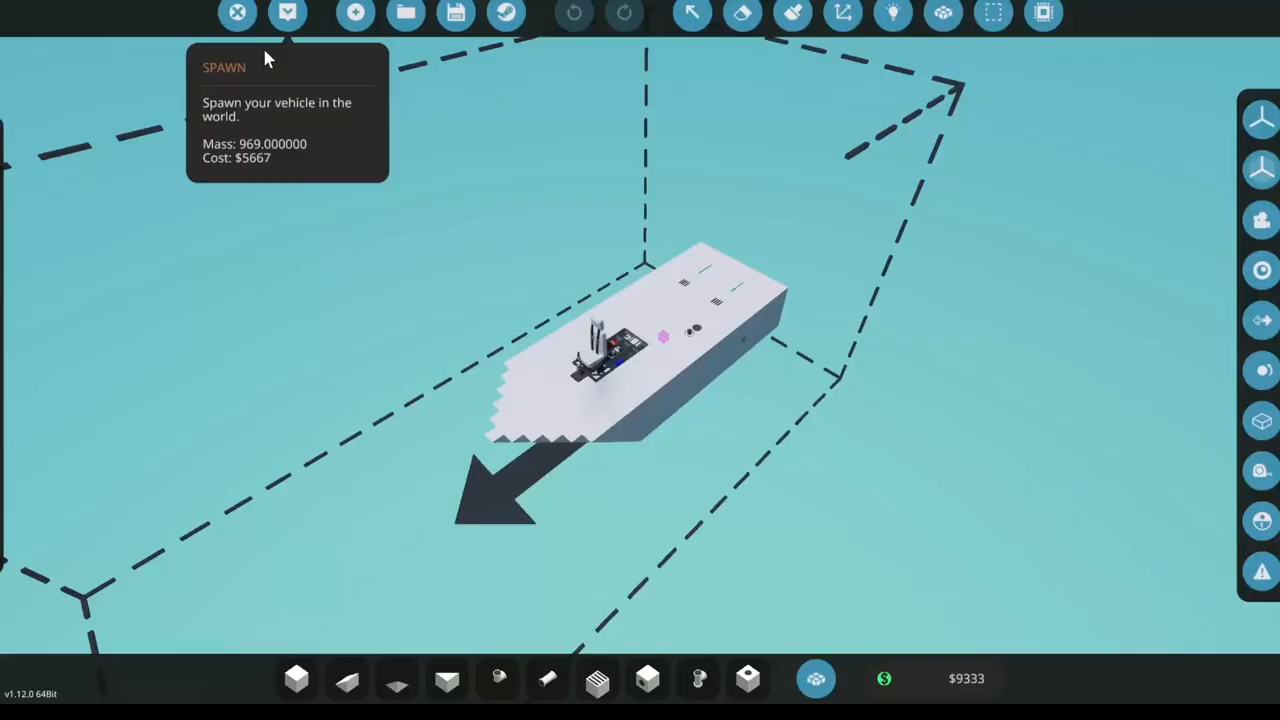 SPAWN
Spawn your vehicle in the
world.
Mass: 969.000000
Cost: $5667
$9333
v1.12.0 64Bit